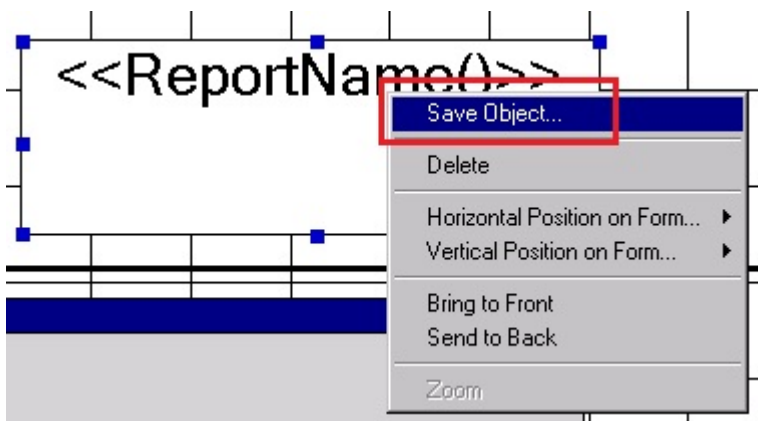 <<ReportName()>>
Save Object...
Delete
Horizontal Position on Form...
Vertical Position on Form...
Bring to Front
Send to Back
Zoom